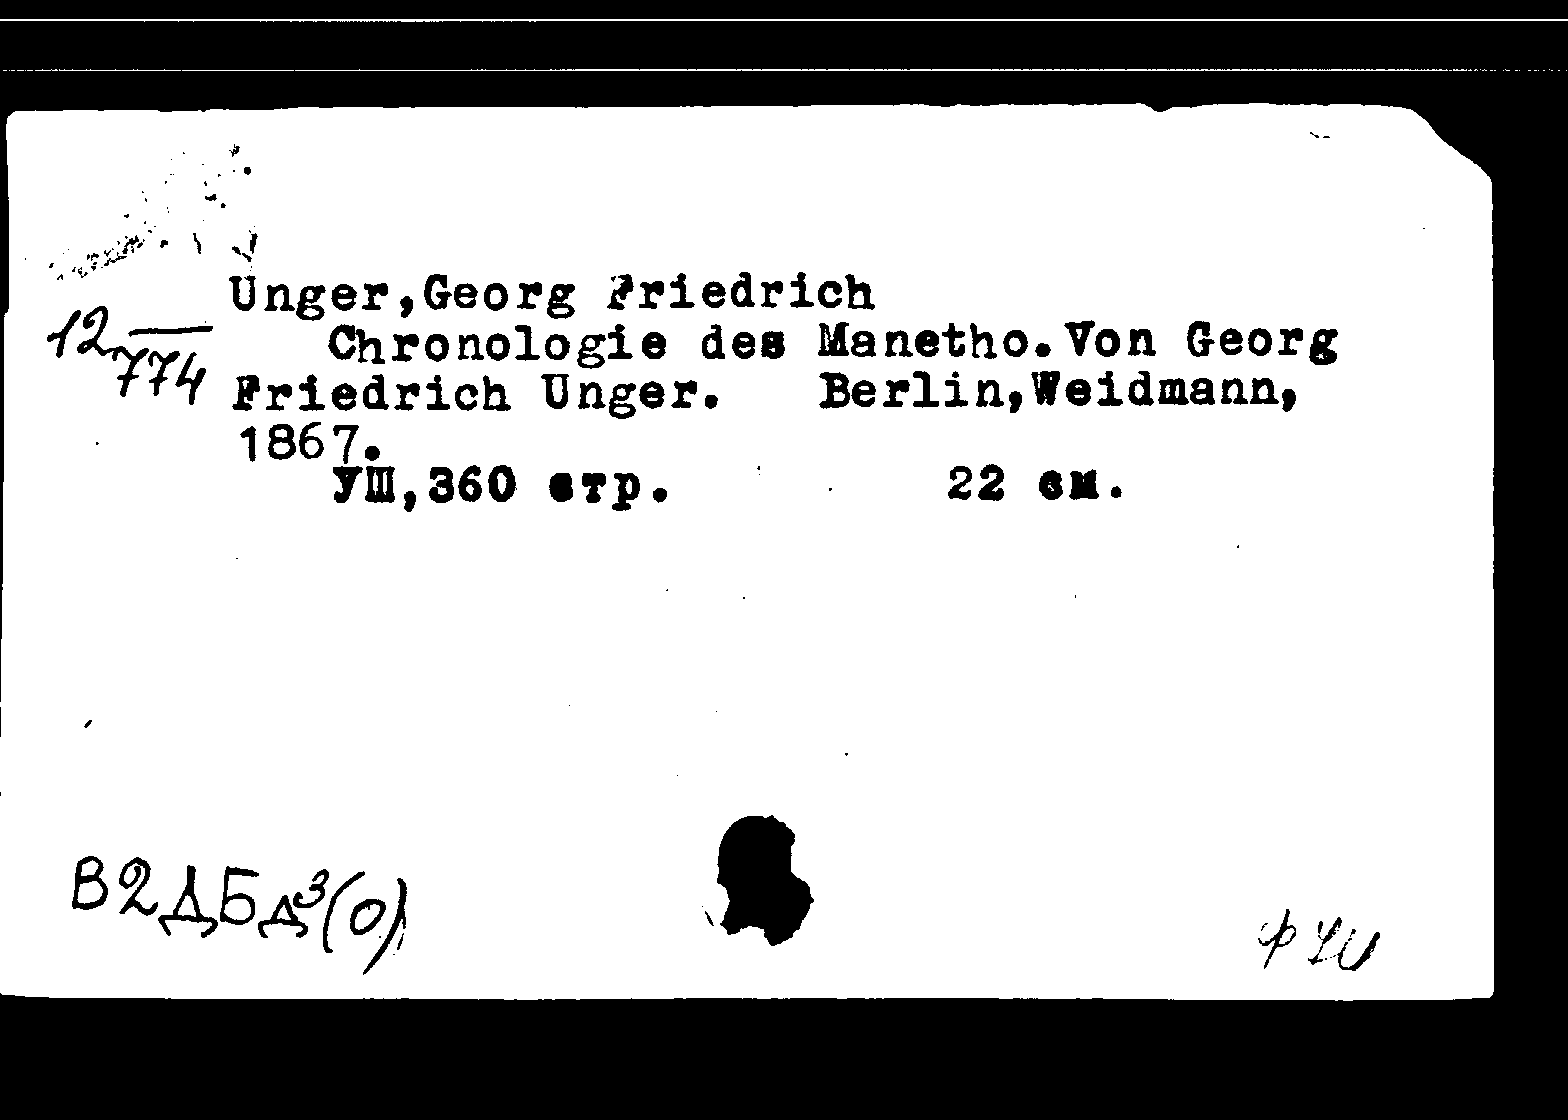 Unger,Georg Friedrich
12
774
Chronologie des Manetho.Von Georg
Friedrich Unger. Berlin,Weidmann,
1867.
УШ,360 стр. 22 см.
В2ДБд³(0)